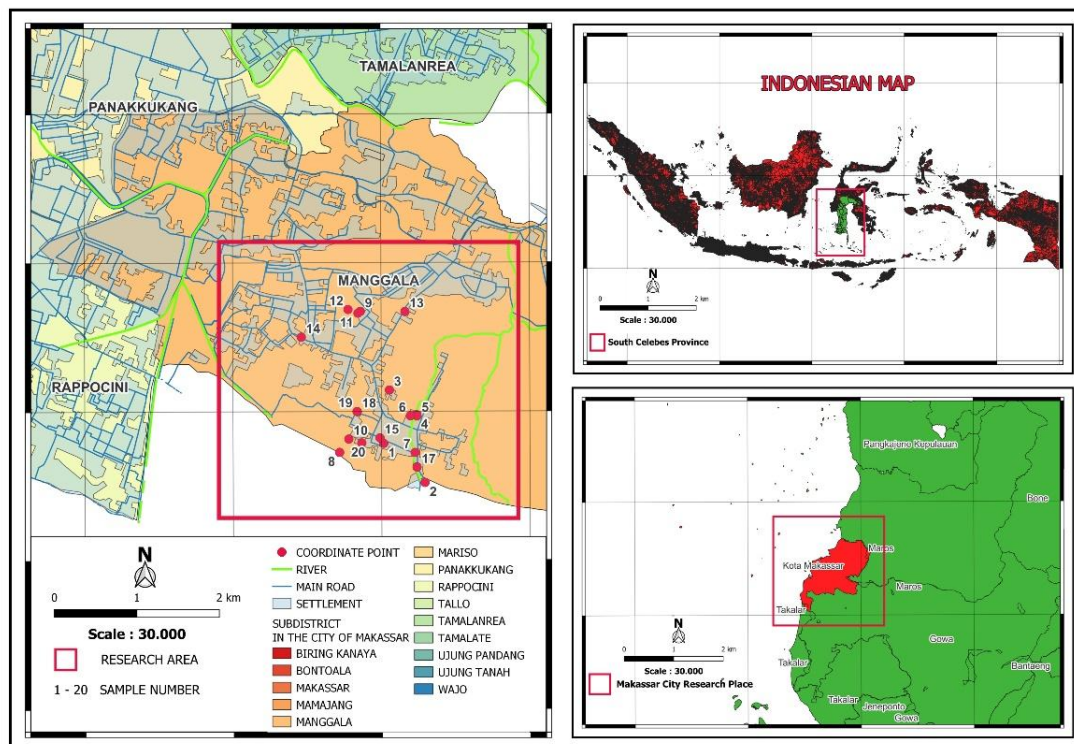 TAMALANREA
PANAKKUKANG
MANGGALA
12
9
13
11
14
RAPPOCINI
3
19
18
6
5
4
10
15
7
8
20
1
17
2
N
0 1 2 km
Scale : 30.000
RESEARCH AREA
1 - 20 SAMPLE NUMBER
COORDINATE POINT
RIVER
MAIN ROAD
SETTLEMENT
SUBDISTRICT
IN THE CITY OF MAKASSAR
BIRING KANAYA
BONTOALA
MAKASSAR
MAMAJANG
MANGGALA
MARISO
PANAKKUKANG
RAPPOCINI
TALLO
TAMALANREA
TAMALATE
UJUNG PANDANG
UJUNG TANAH
WAJO
INDONESIAN MAP
N
0 1 2 km
Scale : 30.000
South Celebes Province
Pangkajene Kepulauan
Bone
Maros
Kota Makassar
Maros
Takalar
Gowa
Takalar
Bantaeng
Takalar
Jeneponto
Gowa
N
0 1 2 km
Scale : 30.000
Makassar City Research Place